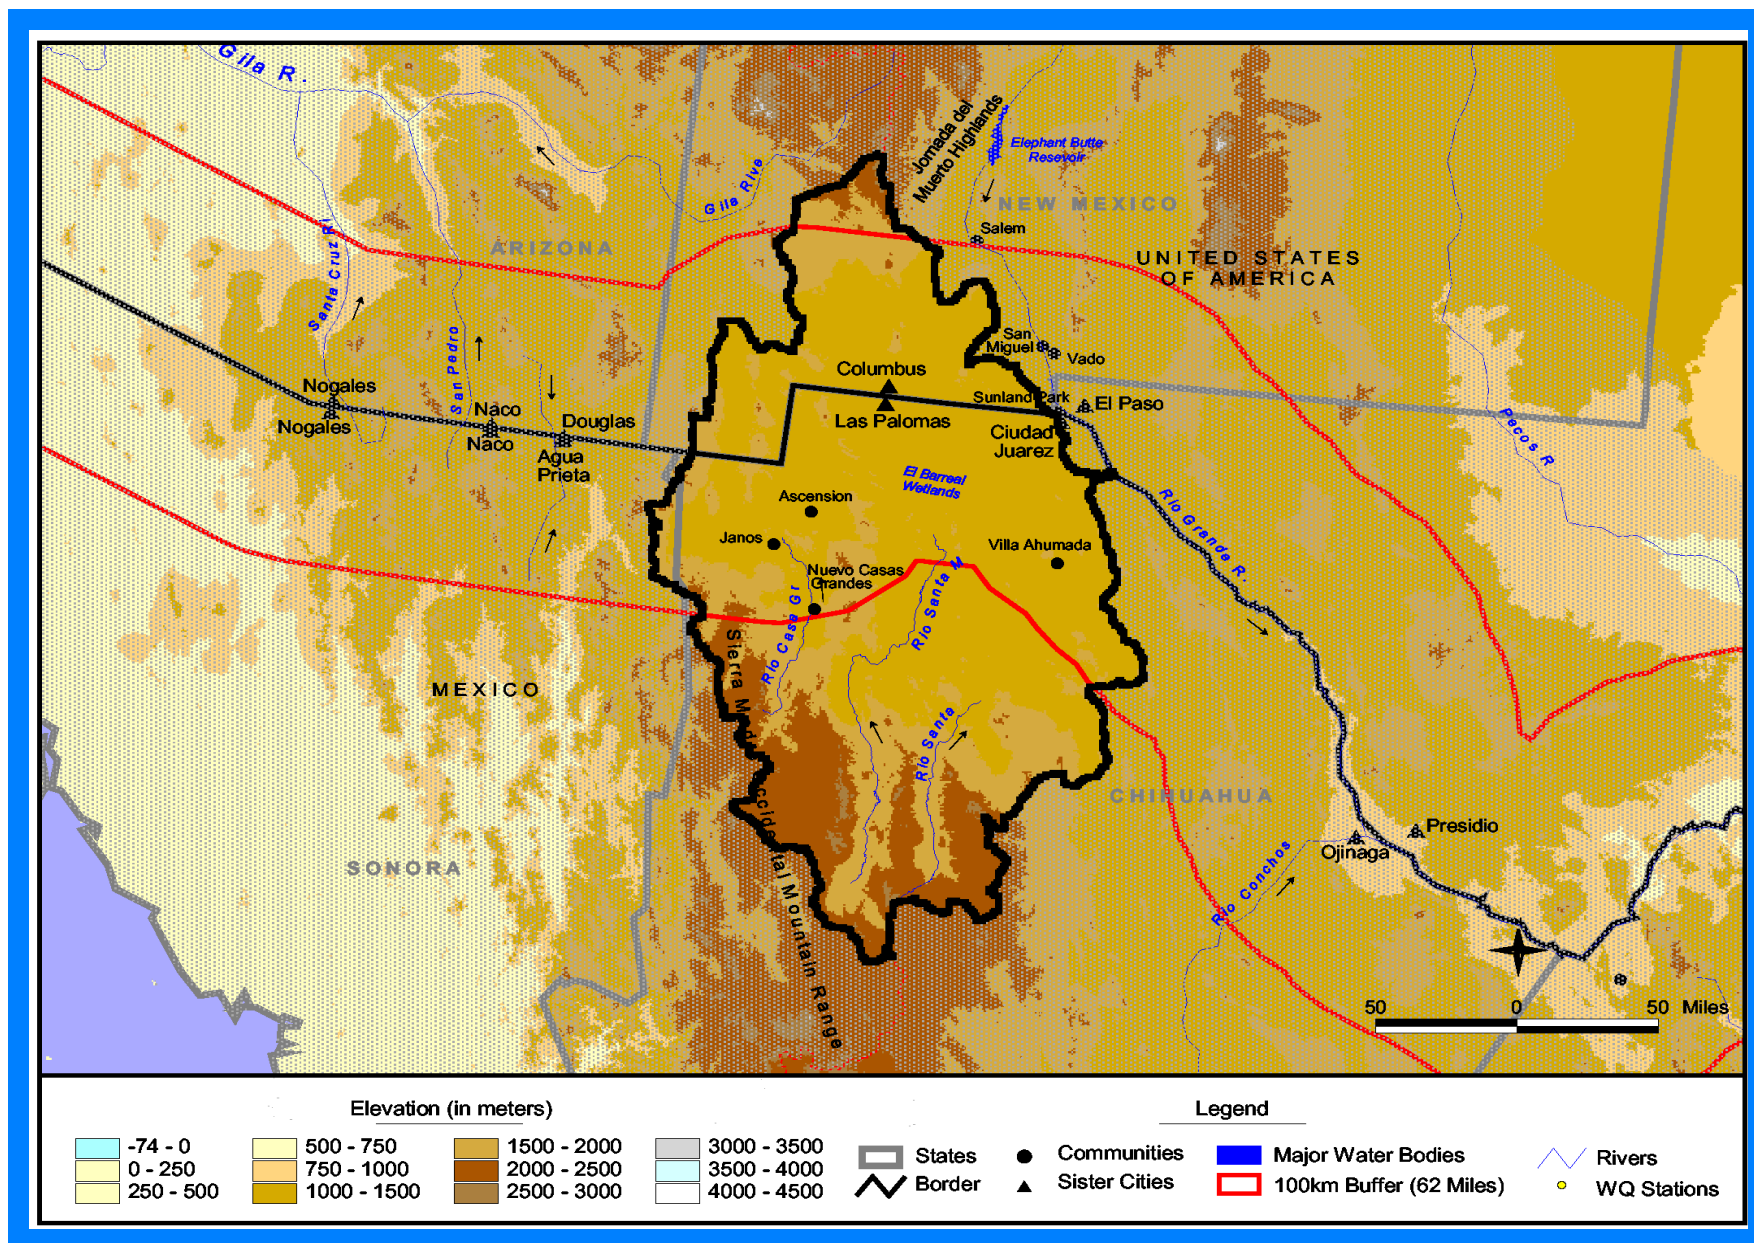 Gila R.
Jornada del
Muerto Highlands
Elephant Butte
Resevoir
Gila Rive
NEW MEXICO
Salem
ARIZONA
UNITED STATES
OF AMERICA
Santa Cruz Ri
San Pedro
San
Miguel
Vado
Columbus
Nogales
Nogales
Naco
Naco
Douglas
Agua
Prieta
Las Palomas
Sunland Park
El Paso
Ciudad
Juarez
Pecos R
El Barreal
Wetlands
Ascension
Janos
Villa Ahumada
Nuevo Casas
Grandes
Rio Grande R.
Rio Casa Gr
Rio Santa M
Rio Santa
MEXICO
Sierra Madre Occidental Mountain Range
CHIHUAHUA
SONORA
Presidio
Ojinaga
Rio Conchos
50 0 50 Miles
Elevation (in meters)
-74 - 0
0 - 250
250 - 500
500 - 750
750 - 1000
1000 - 1500
1500 - 2000
2000 - 2500
2500 - 3000
3000 - 3500
3500 - 4000
4000 - 4500
Legend
States
Border
Communities
Sister Cities
Major Water Bodies
100km Buffer (62 Miles)
Rivers
WQ Stations